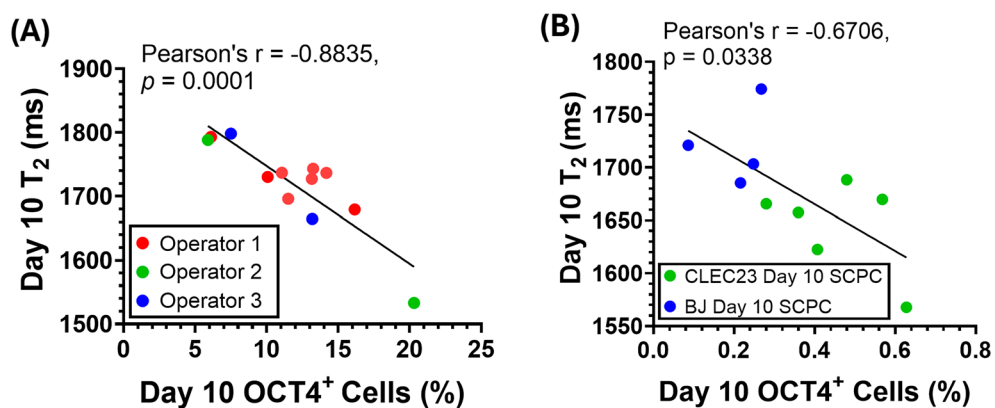 (A)
Pearson's r = -0.8835,
p = 0.0001
Day 10 T2 (ms)
1900
1800
1700
1600
1500
Operator 1
Operator 2
Operator 3
0 5 10 15 20 25
Day 10 OCT4+ Cells (%)
(B)
Pearson's r = -0.6706,
p = 0.0338
Day 10 T2 (ms)
1800
1750
1700
1650
1600
1550
CLEC23 Day 10 SCPC
BJ Day 10 SCPC
0.0 0.2 0.4 0.6 0.8
Day 10 OCT4+ Cells (%)